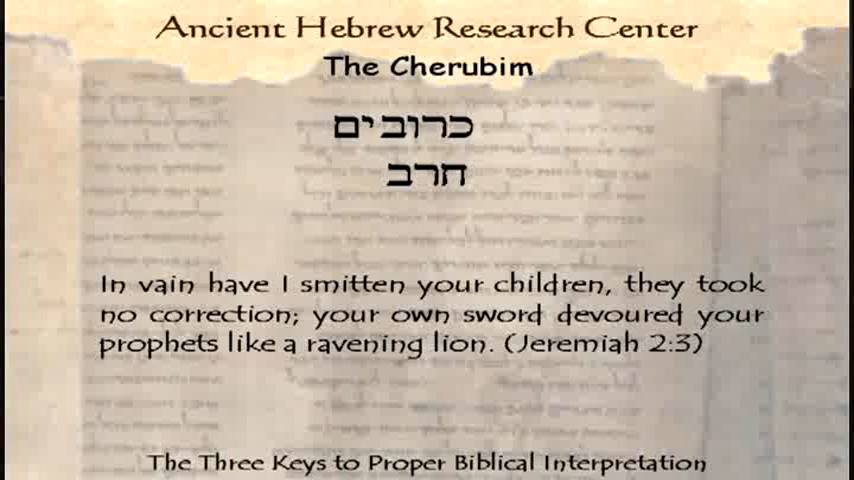 Ancient Hebrew Research Center
The Cherubim
כרובים
חרב
In vain have I smitten your children, they took
no correction; your own sword devoured your
prophets like a ravening lion. (Jeremiah 2:3)
The Three Keys to Proper Biblical Interpretation